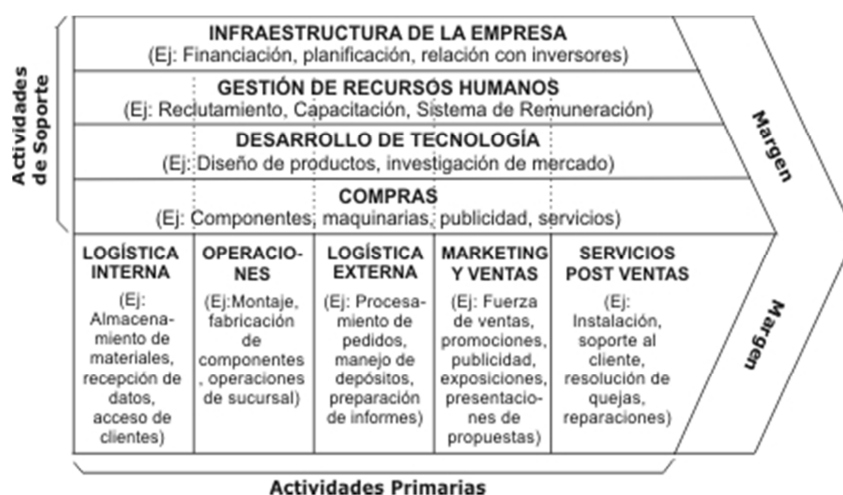 INFRAESTRUCTURA DE LA EMPRESA
(Ej: Financiación, planificación, relación con inversores)
GESTIÓN DE RECURSOS HUMANOS
(Ej: Reclutamiento, Capacitación, Sistema de Remuneración)
DESARROLLO DE TECNOLOGÍA
(Ej: Diseño de productos, investigación de mercado)
COMPRAS
(Ej: Componentes, maquinarias, publicidad, servicios)
Actividades
de Soporte
Margen
LOGÍSTICA
INTERNA
(Ej:
Almacena-
miento de
materiales,
recepción de
datos,
acceso de
clientes)
OPERACIO-
NES
(Ej:Montaje,
fabricación
de
componentes
, operaciones
de sucursal)
LOGÍSTICA
EXTERNA
(Ej: Procesa-
miento de
pedidos,
manejo de
depósitos,
preparación
de informes)
MARKETING
Y VENTAS
(Ej: Fuerza
de ventas,
promociones,
publicidad,
exposiciones,
presentacio-
nes de
propuestas)
SERVICIOS
POST VENTAS
(Ej:
Instalación,
soporte al
cliente,
resolución de
quejas,
reparaciones)
Margen
Actividades Primarias